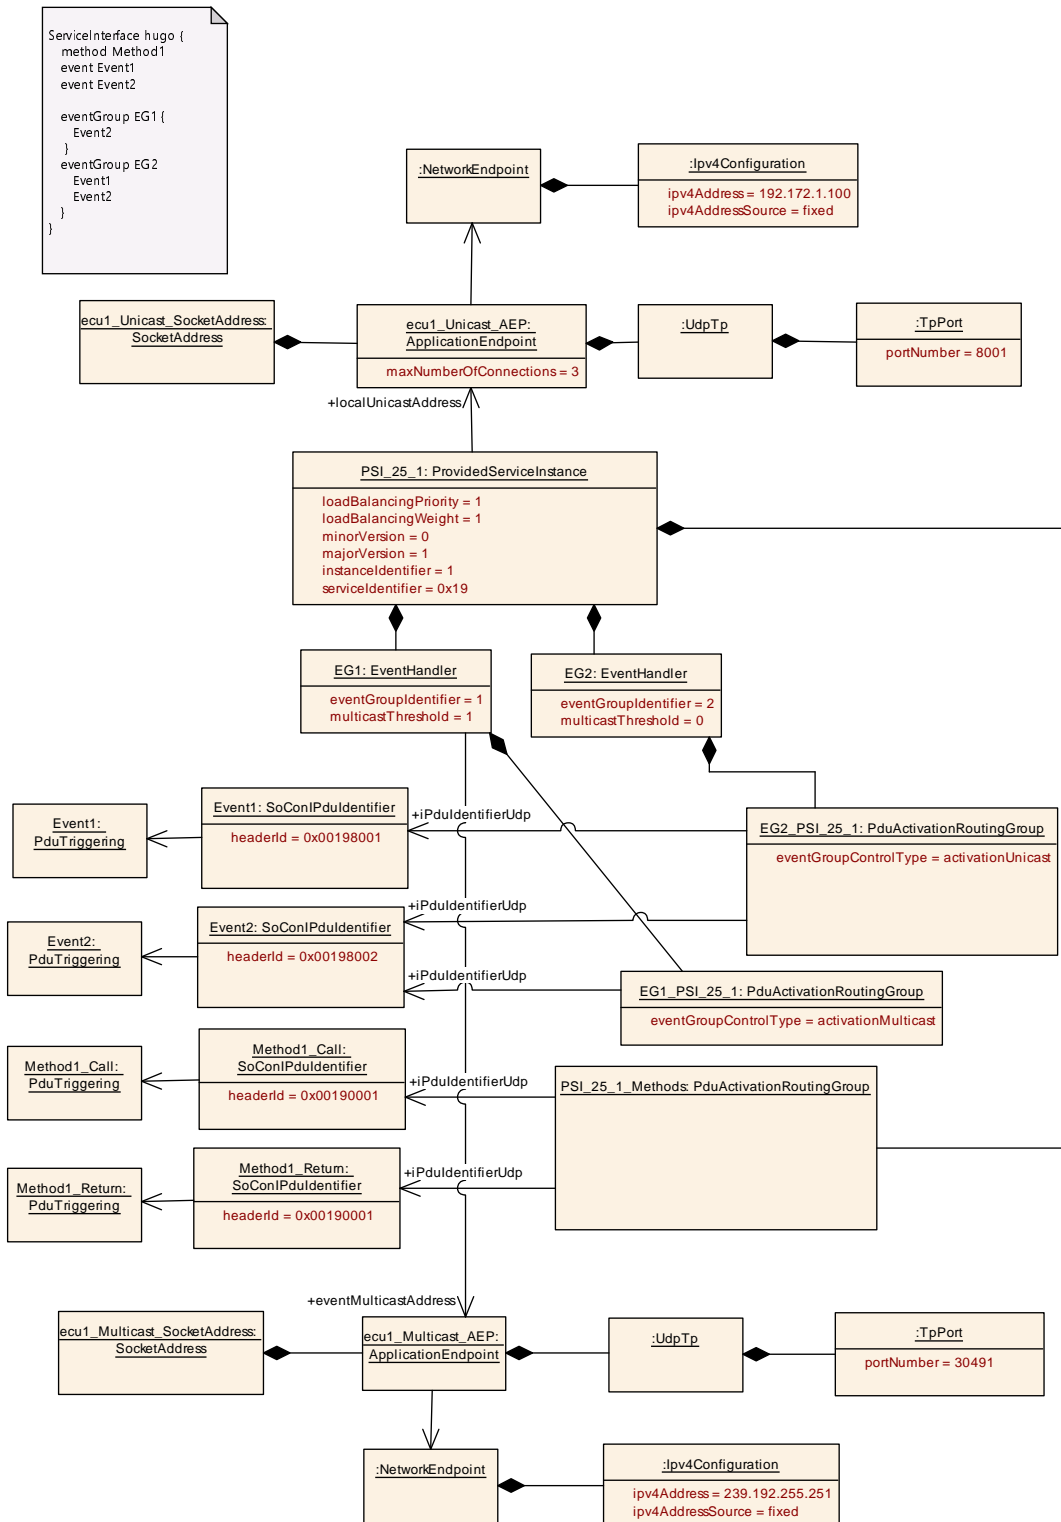 ServiceInterface hugo {
method Method1
event Event1
event Event2
eventGroup EG1 {
Event2
}
eventGroup EG2
Event1
Event2
}
}
:NetworkEndpoint
:Ipv4Configuration
ipv4Address = 192.172.1.100
ipv4AddressSource = fixed
ecu1_Unicast_SocketAddress:
SocketAddress
ecu1_Unicast_AEP:
ApplicationEndpoint
maxNumberOfConnections = 3
:UdpTp
:TpPort
portNumber = 8001
+localUnicastAddress
PSI_25_1: ProvidedServiceInstance
loadBalancingPriority = 1
loadBalancingWeight = 1
minorVersion = 0
majorVersion = 1
instanceIdentifier = 1
serviceIdentifier = 0x19
EG1: EventHandler
eventGroupIdentifier = 1
multicastThreshold = 1
EG2: EventHandler
eventGroupIdentifier = 2
multicastThreshold = 0
Event1:
PduTriggering
Event1: SoConIPduIdentifier
headerId = 0x00198001
+iPduIdentifierUdp
EG2_PSI_25_1: PduActivationRoutingGroup
eventGroupControlType = activationUnicast
Event2:
PduTriggering
Event2: SoConIPduIdentifier
headerId = 0x00198002
+iPduIdentifierUdp
+iPduIdentifierUdp
EG1_PSI_25_1: PduActivationRoutingGroup
eventGroupControlType = activationMulticast
Method1_Call:
PduTriggering
Method1_Call:
SoConIPduIdentifier
headerId = 0x00190001
+iPduIdentifierUdp
PSI_25_1_Methods: PduActivationRoutingGroup
Method1_Return:
PduTriggering
Method1_Return:
SoConIPduIdentifier
headerId = 0x00190001
+iPduIdentifierUdp
+eventMulticastAddress
ecu1_Multicast_SocketAddress:
SocketAddress
ecu1_Multicast_AEP:
ApplicationEndpoint
:UdpTp
:TpPort
portNumber = 30491
:NetworkEndpoint
:Ipv4Configuration
ipv4Address = 239.192.255.251
ipv4AddressSource = fixed